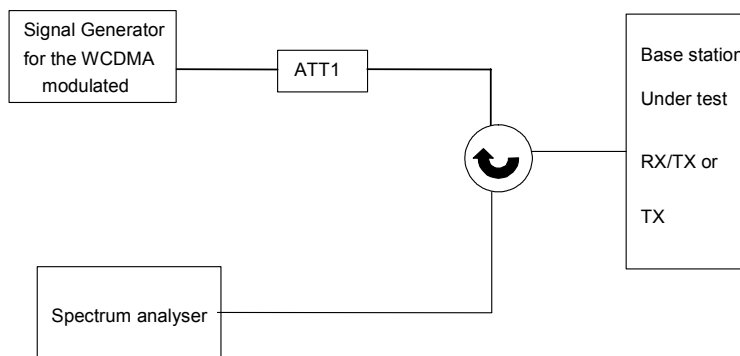 Signal Generator
for the WCDMA
modulated
ATT1
Base station
Under test
RX/TX or
TX
Spectrum analyser